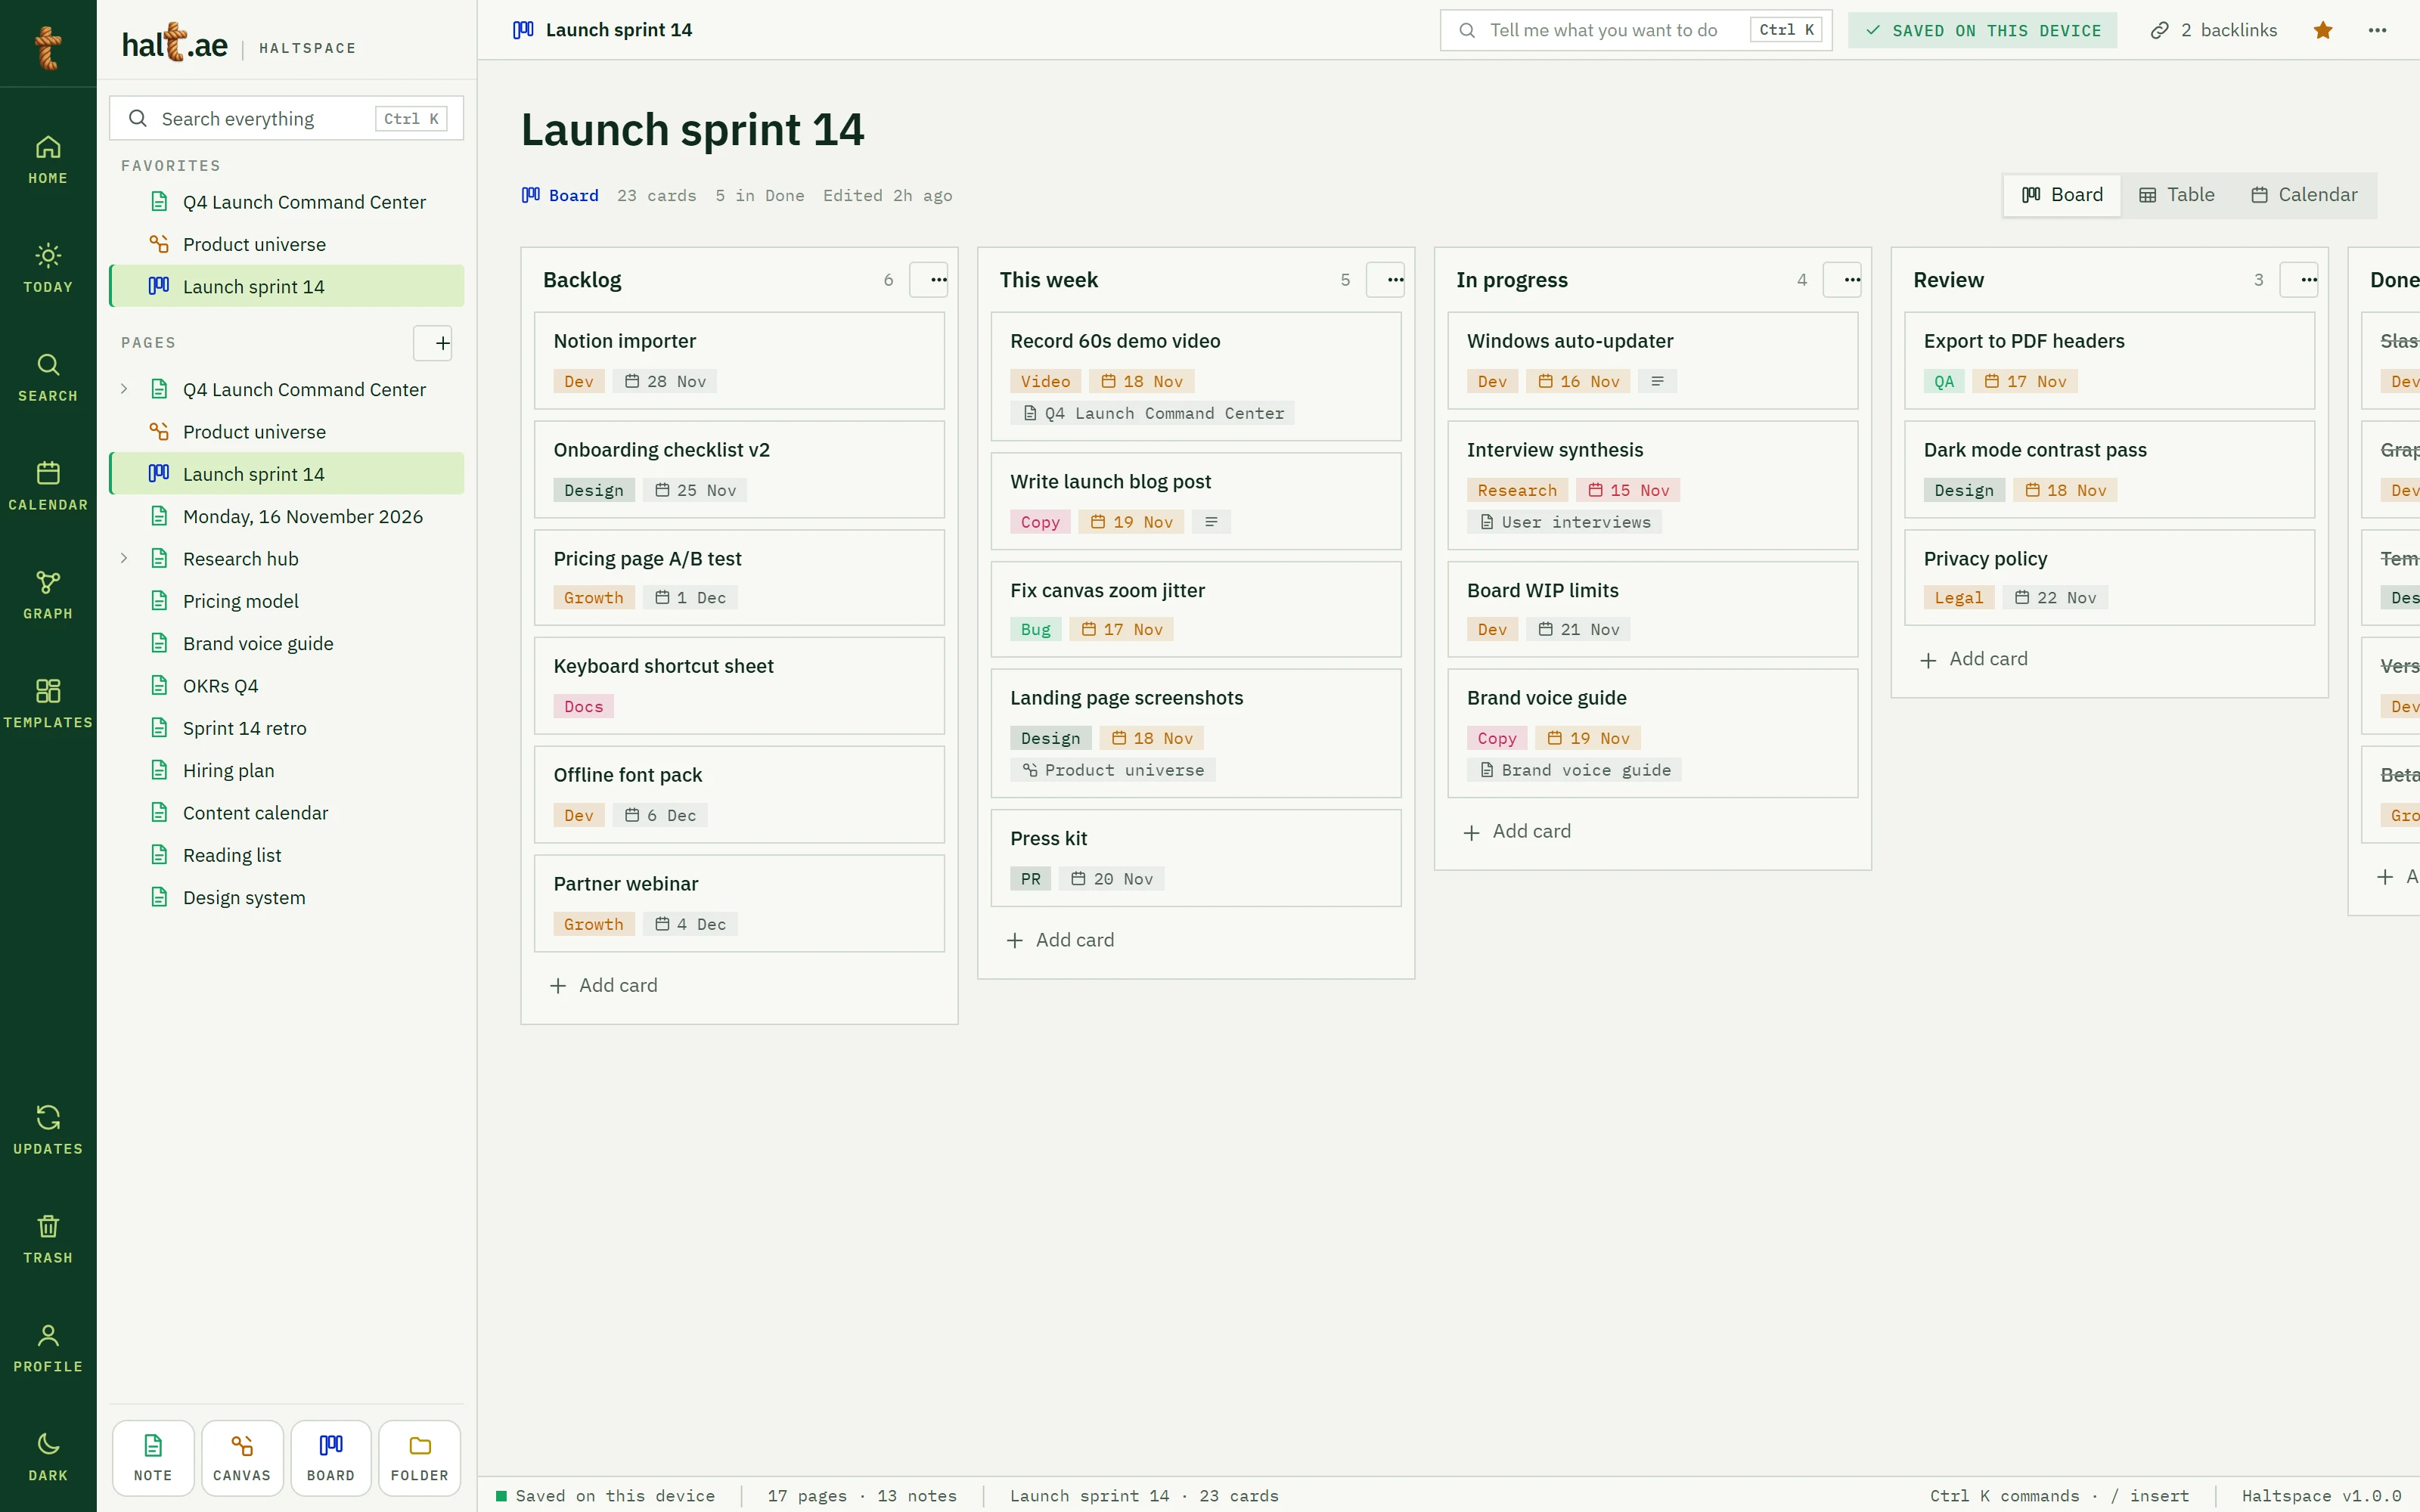 halt.ae | HALTSPACE
Launch sprint 14
Tell me what you want to do Ctrl K
SAVED ON THIS DEVICE
2 backlinks
HOME
TODAY
SEARCH
CALENDAR
GRAPH
TEMPLATES
UPDATES
TRASH
PROFILE
DARK
Search everything Ctrl K
FAVORITES
Q4 Launch Command Center
Product universe
Launch sprint 14
PAGES
Q4 Launch Command Center
Product universe
Launch sprint 14
Monday, 16 November 2026
Research hub
Pricing model
Brand voice guide
OKRs Q4
Sprint 14 retro
Hiring plan
Content calendar
Reading list
Design system
NOTE
CANVAS
BOARD
FOLDER
Launch sprint 14
Board 23 cards 5 in Done Edited 2h ago
Board Table Calendar
Backlog 6
Notion importer
Dev 28 Nov
Onboarding checklist v2
Design 25 Nov
Pricing page A/B test
Growth 1 Dec
Keyboard shortcut sheet
Docs
Offline font pack
Dev 6 Dec
Partner webinar
Growth 4 Dec
Add card
This week 5
Record 60s demo video
Video 18 Nov
Q4 Launch Command Center
Write launch blog post
Copy 19 Nov
Fix canvas zoom jitter
Bug 17 Nov
Landing page screenshots
Design 18 Nov
Product universe
Press kit
PR 20 Nov
Add card
In progress 4
Windows auto-updater
Dev 16 Nov
Interview synthesis
Research 15 Nov
User interviews
Board WIP limits
Dev 21 Nov
Brand voice guide
Copy 19 Nov
Brand voice guide
Add card
Review 3
Export to PDF headers
QA 17 Nov
Dark mode contrast pass
Design 18 Nov
Privacy policy
Legal 22 Nov
Add card
Done
Slas
Dev
Grap
Dev
Tem
Des
Vers
Dev
Beta
Gro
A
Saved on this device
17 pages · 13 notes
Launch sprint 14 · 23 cards
Ctrl K commands · / insert
Haltspace v1.0.0